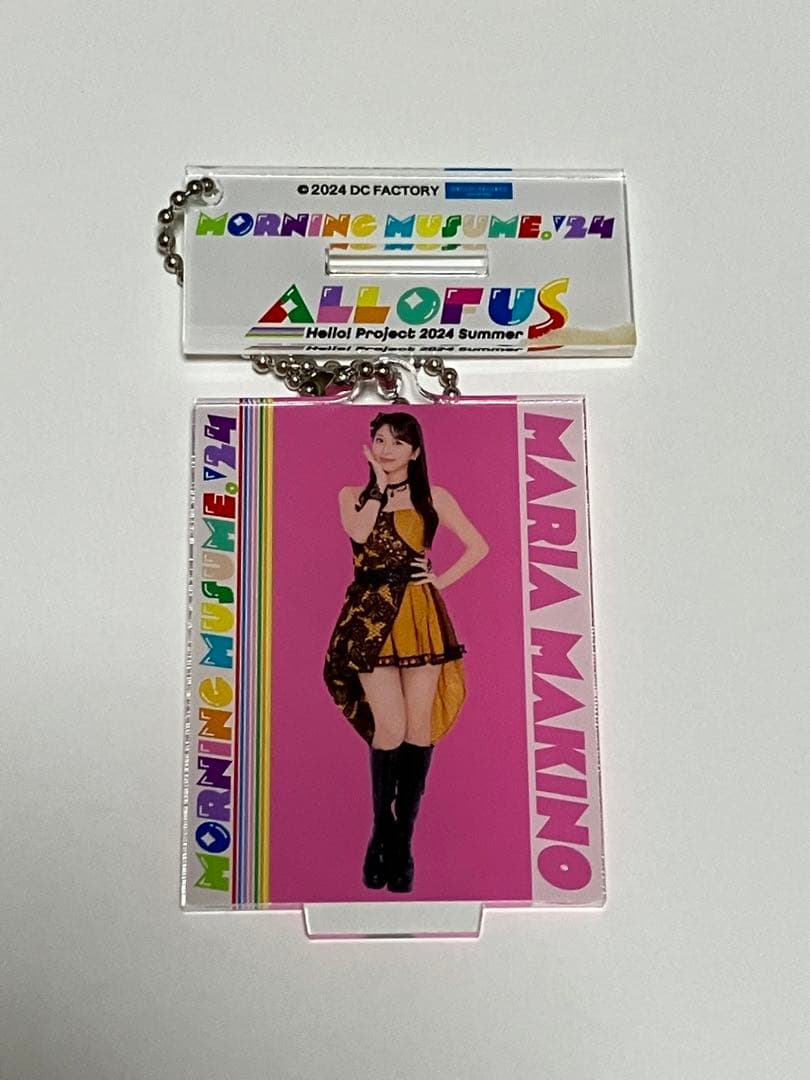 © 2024 DC FACTORY
MORNING MUSUME。'24
ALLOFUS
Hello! Project 2024 Summer
MORNING MUSUME。'24
MARIA MAKINO